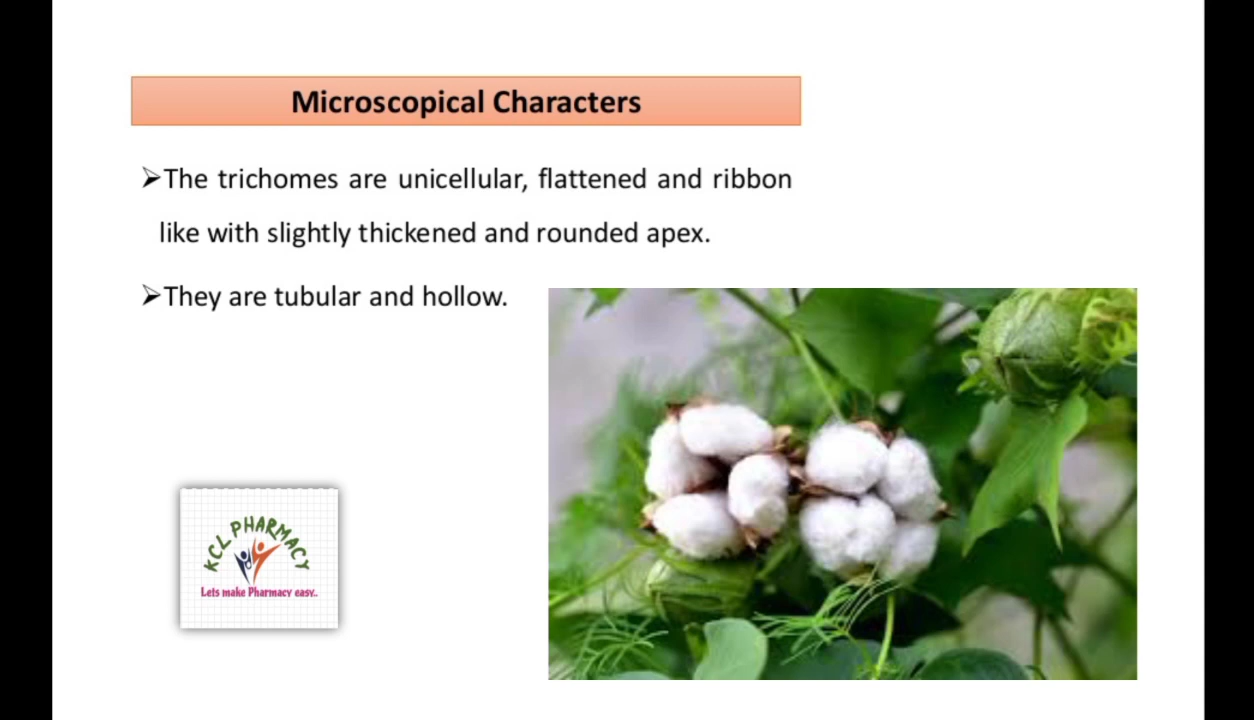 Microscopical Characters
➢The trichomes are unicellular, flattened and ribbon
like with slightly thickened and rounded apex.
➢They are tubular and hollow.
KCL PHARMACY
Lets make Pharmacy easy..